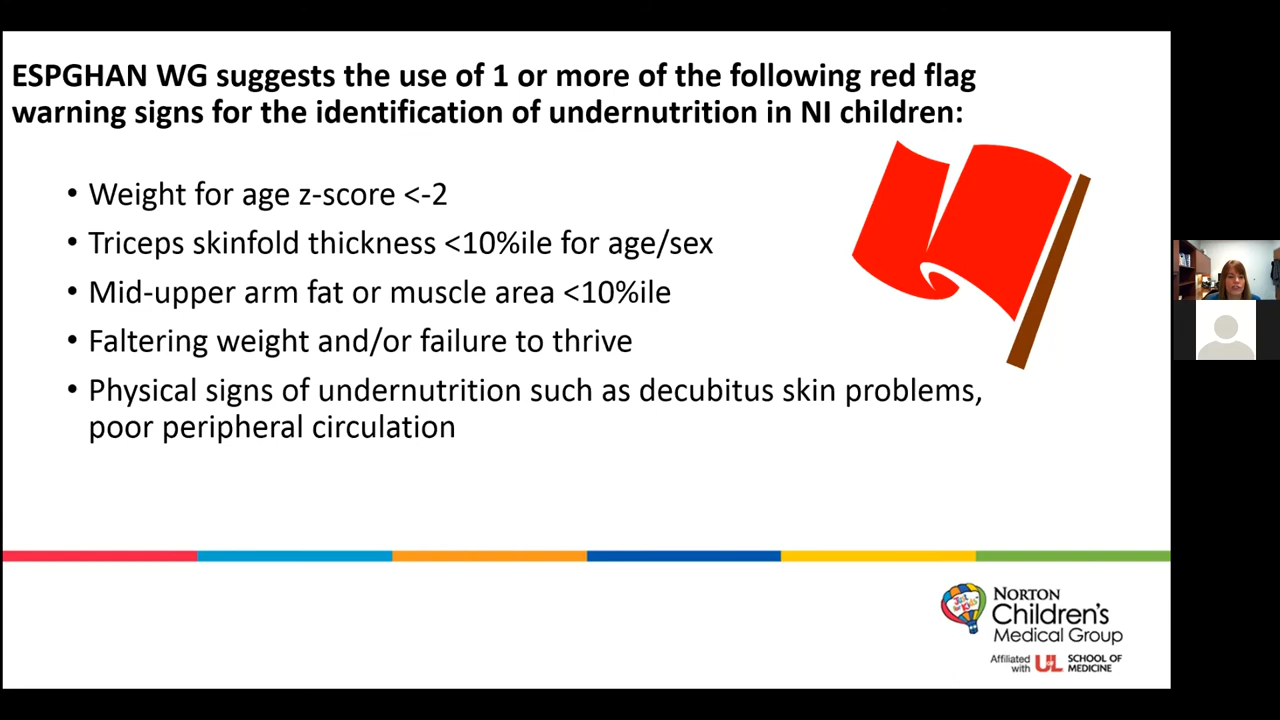 ESPGHAN WG suggests the use of 1 or more of the following red flag
warning signs for the identification of undernutrition in NI children:
• Weight for age z-score <-2
• Triceps skinfold thickness <10%ile for age/sex
• Mid-upper arm fat or muscle area <10%ile
• Faltering weight and/or failure to thrive
• Physical signs of undernutrition such as decubitus skin problems,
poor peripheral circulation
Just for Kids
NORTON
Children's
Medical Group
Affiliated with UL SCHOOL OF MEDICINE